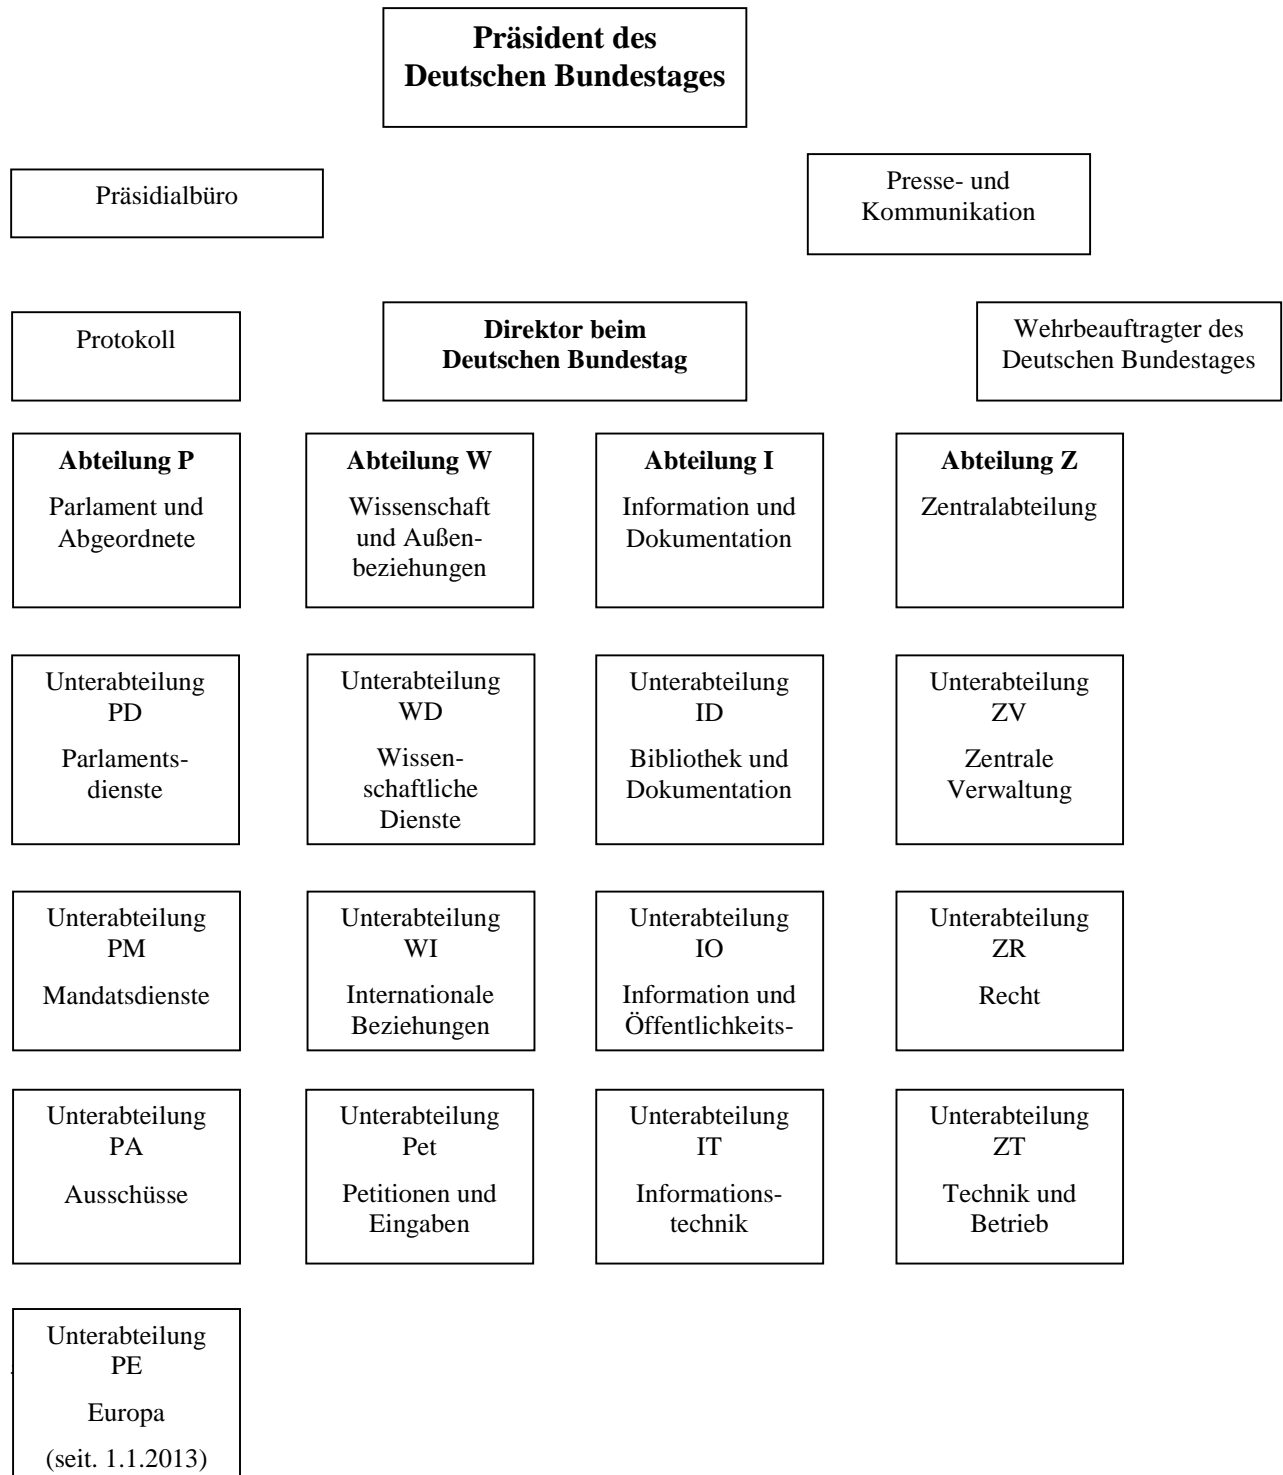 Präsident des
Deutschen Bundestages
Präsidialbüro
Presse- und
Kommunikation
Protokoll
Direktor beim
Deutschen Bundestag
Wehrbeauftragter des
Deutschen Bundestages
Abteilung P
Parlament und
Abgeordnete
Abteilung W
Wissenschaft
und Außen-
beziehungen
Abteilung I
Information und
Dokumentation
Abteilung Z
Zentralabteilung
Unterabteilung
PD
Parlaments-
dienste
Unterabteilung
WD
Wissen-
schaftliche
Dienste
Unterabteilung
ID
Bibliothek und
Dokumentation
Unterabteilung
ZV
Zentrale
Verwaltung
Unterabteilung
PM
Mandatsdienste
Unterabteilung
WI
Internationale
Beziehungen
Unterabteilung
IO
Information und
Öffentlichkeits-
Unterabteilung
ZR
Recht
Unterabteilung
PA
Ausschüsse
Unterabteilung
Pet
Petitionen und
Eingaben
Unterabteilung
IT
Informations-
technik
Unterabteilung
ZT
Technik und
Betrieb
Unterabteilung
PE
Europa
(seit. 1.1.2013)